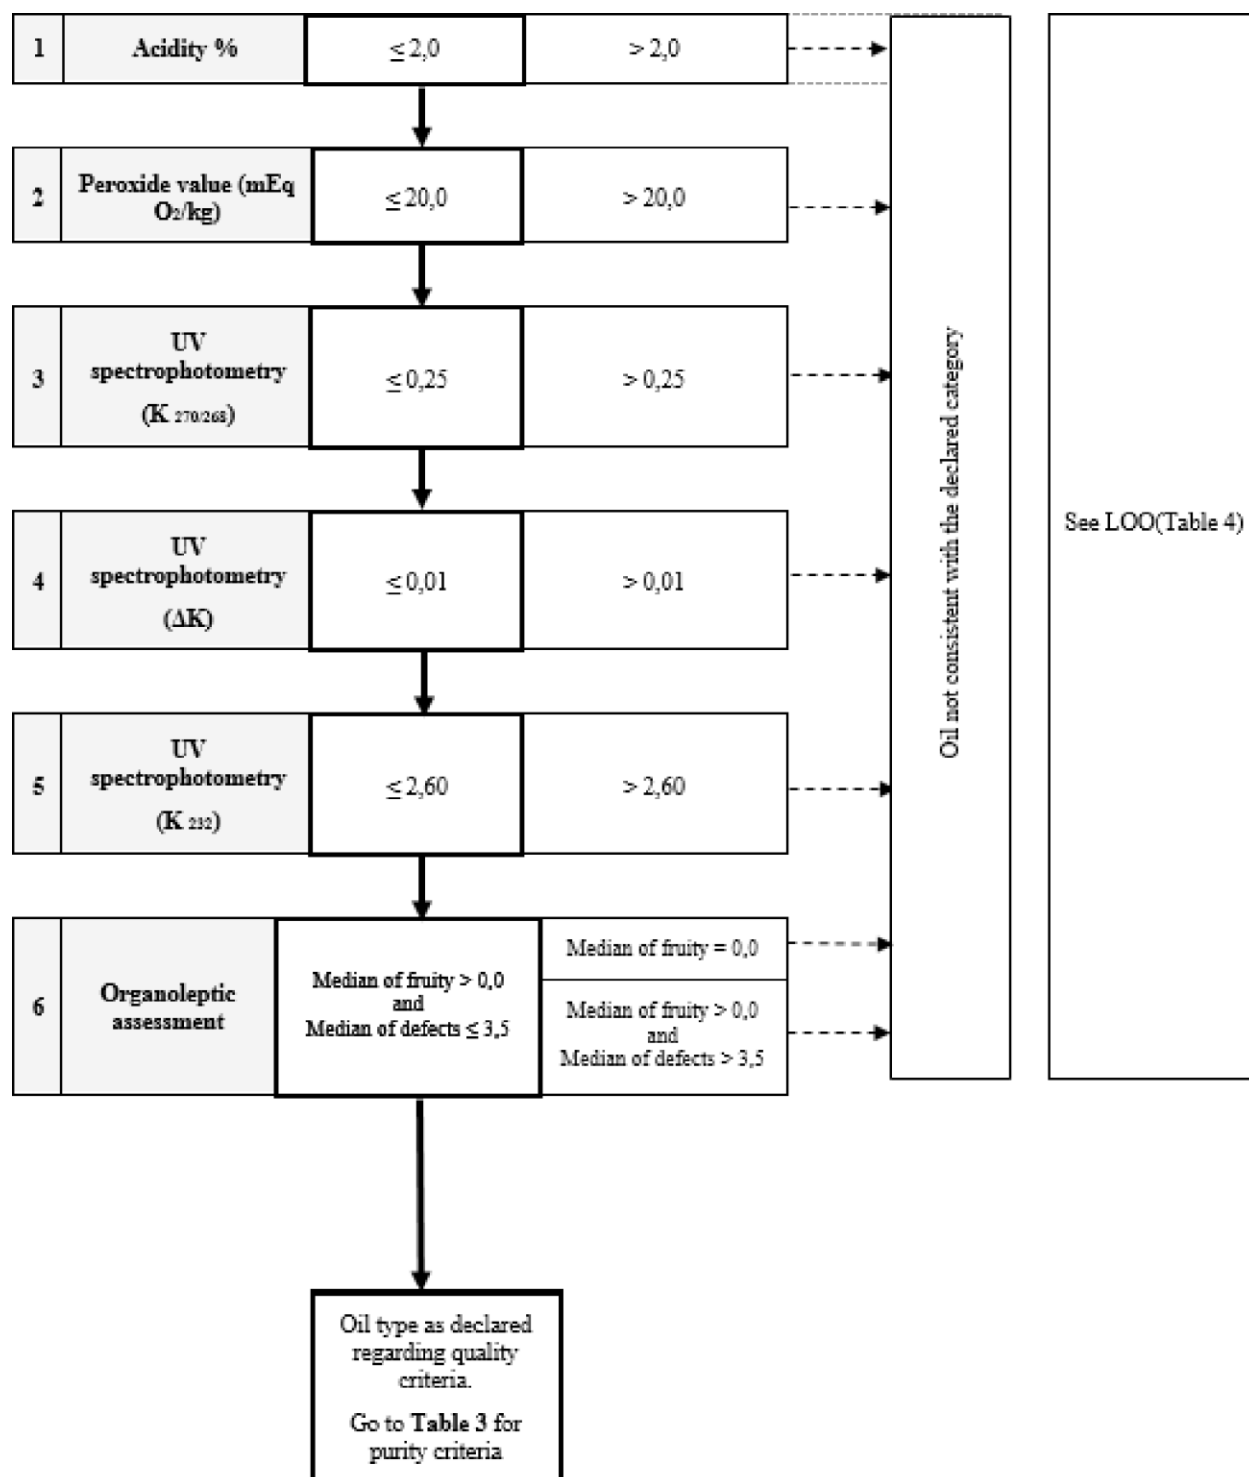 1 Acidity % ≤ 2,0 > 2,0
2 Peroxide value (mEq
O2/kg) ≤ 20,0 > 20,0
3 UV
spectrophotometry
(K 270/268) ≤ 0,25 > 0,25
4 UV
spectrophotometry
(ΔK) ≤ 0,01 > 0,01
5 UV
spectrophotometry
(K 232) ≤ 2,60 > 2,60
6 Organoleptic
assessment
Median of fruity > 0,0
and
Median of defects ≤ 3,5
Median of fruity = 0,0
Median of fruity > 0,0
and
Median of defects > 3,5
Oil not consistent with the declared category
See LOO(Table 4)
Oil type as declared
regarding quality
criteria.
Go to Table 3 for
purity criteria